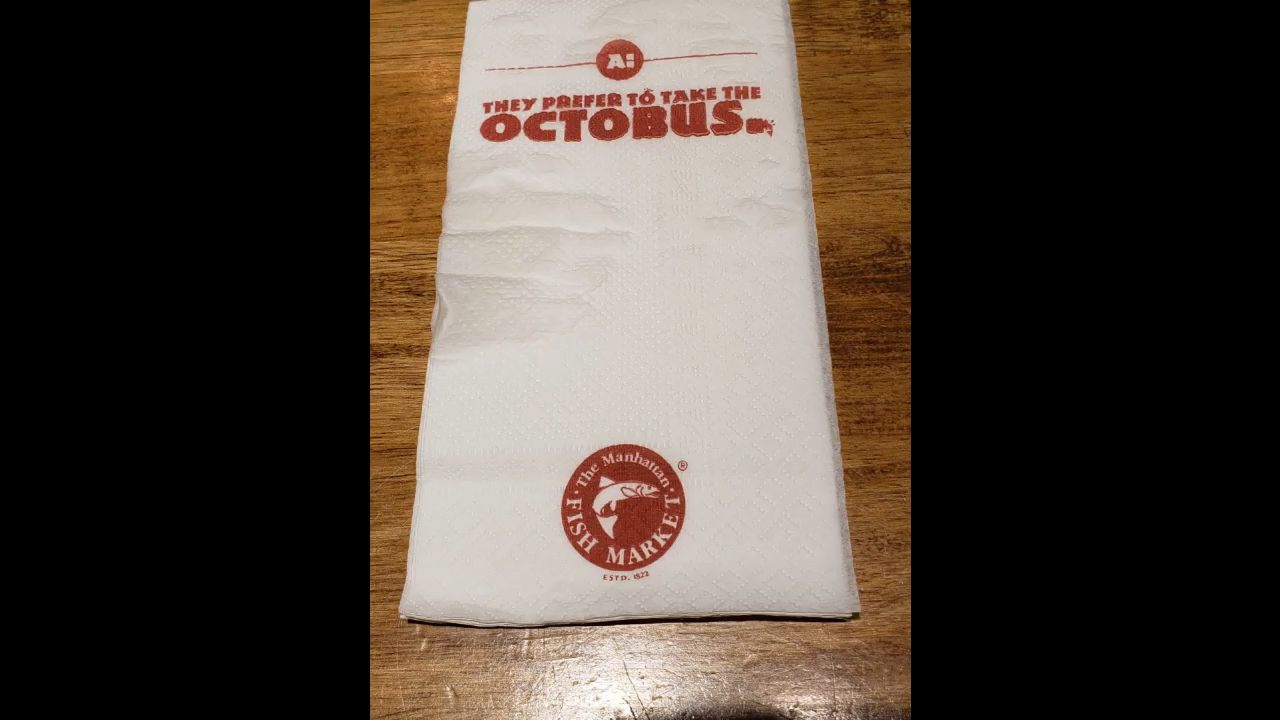 A:
THEY PREFER TO TAKE THE
OCTOBUS.
The Manhattan
FISH MARKET
®
ESTD. 1822